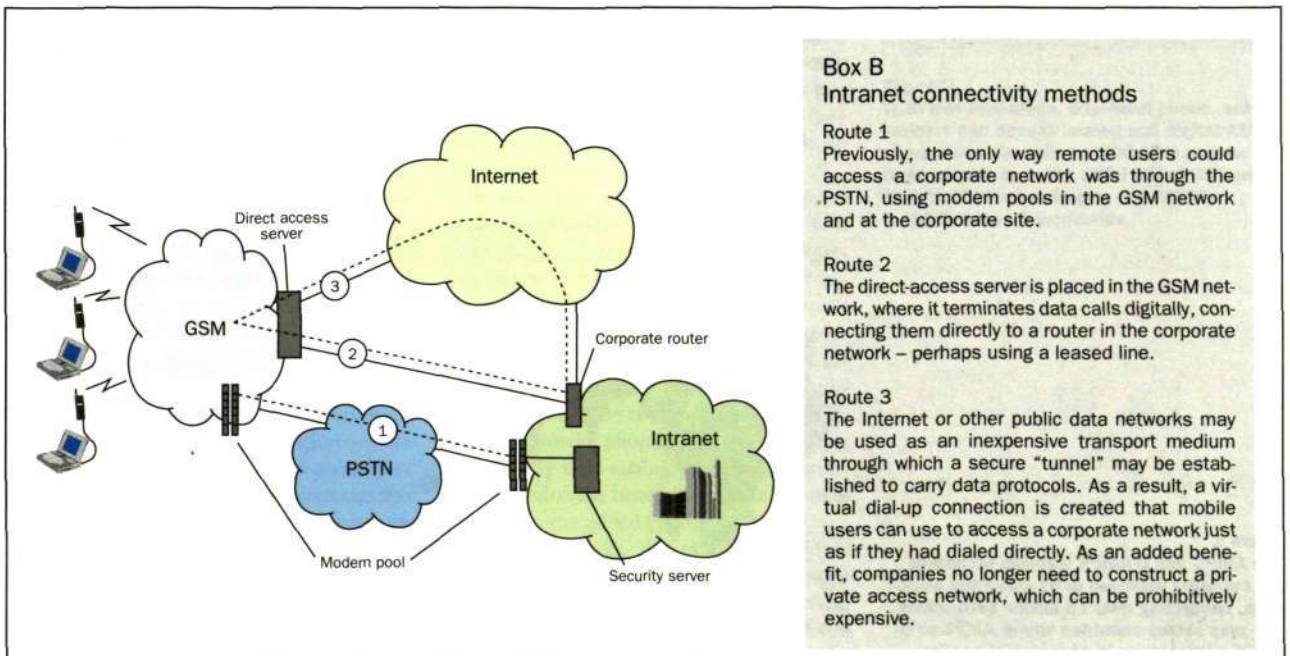 Internet
Direct access
server
3
GSM
2
Corporate router
1
PSTN
Intranet
Modem pool
Security server
Box B
Intranet connectivity methods
Route 1
Previously, the only way remote users could
access a corporate network was through the
PSTN, using modem pools in the GSM network
and at the corporate site.
Route 2
The direct-access server is placed in the GSM net-
work, where it terminates data calls digitally, con-
necting them directly to a router in the corporate
network – perhaps using a leased line.
Route 3
The Internet or other public data networks may
be used as an inexpensive transport medium
through which a secure "tunnel" may be estab-
lished to carry data protocols. As a result, a vir-
tual dial-up connection is created that mobile
users can use to access a corporate network just
as if they had dialed directly. As an added bene-
fit, companies no longer need to construct a pri-
vate access network, which can be prohibitively
expensive.